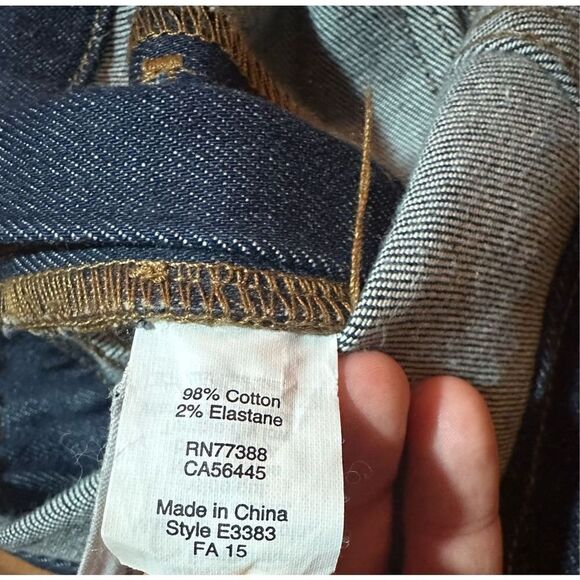 98% Cotton
2% Elastane
RN77388
CA56445
Made in China
Style E3383
FA 15